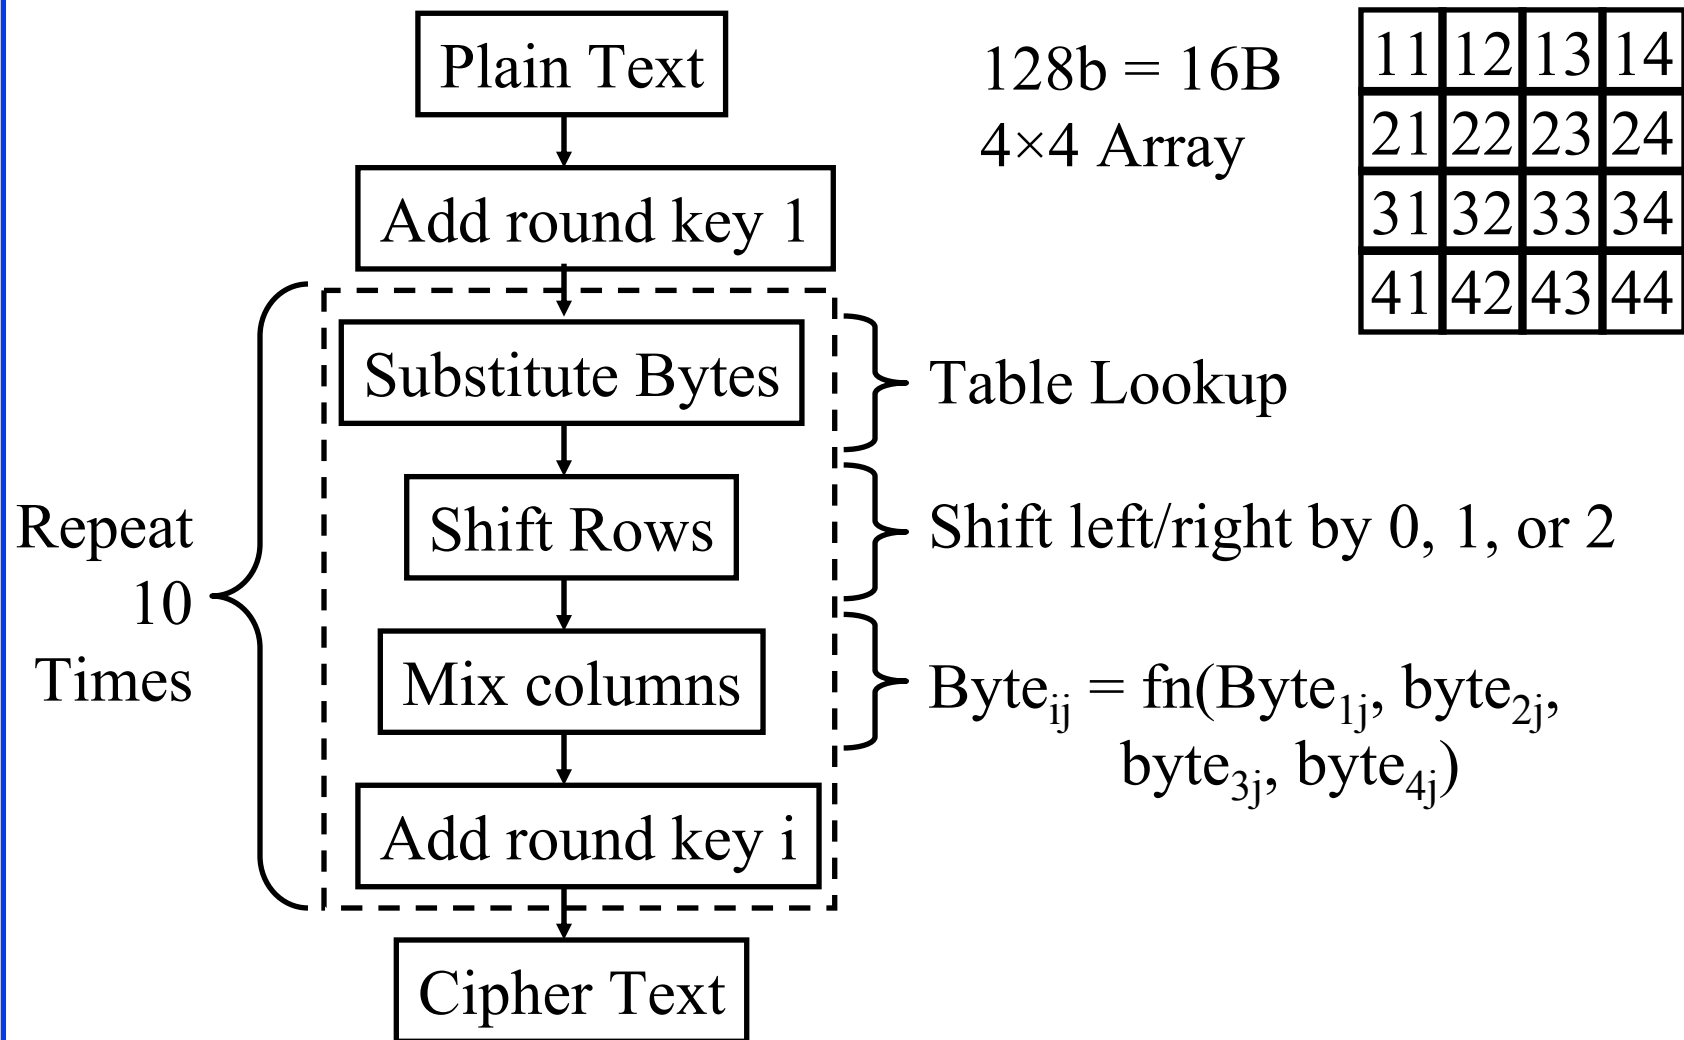 Plain Text
128b = 16B
4×4 Array
11 12 13 14
21 22 23 24
31 32 33 34
41 42 43 44
Add round key 1
Substitute Bytes
Table Lookup
Shift Rows
Shift left/right by 0, 1, or 2
Repeat
10
Times
Mix columns
Byteij = fn(Byte1j, byte2j,
byte3j, byte4j)
Add round key i
Cipher Text